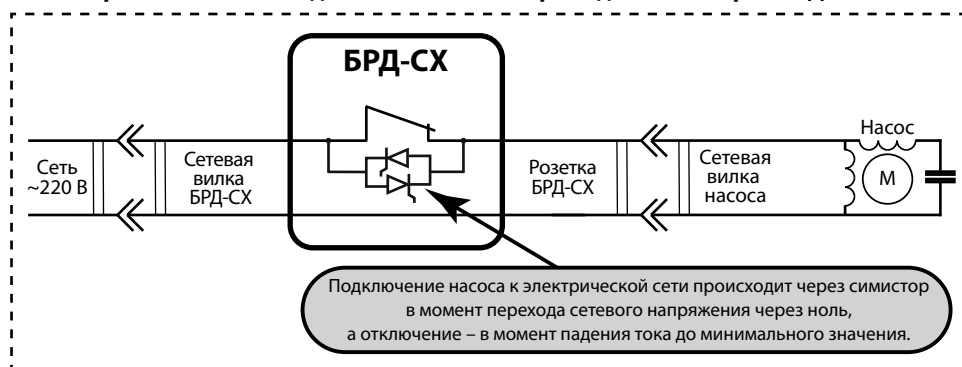 БРД-СХ
Насос
Сеть
~220 В
Сетевая
вилка
БРД-СХ
Розетка
БРД-СХ
Сетевая
вилка
насоса
М
Подключение насоса к электрической сети происходит через симистор
в момент перехода сетевого напряжения через ноль,
а отключение – в момент падения тока до минимального значения.